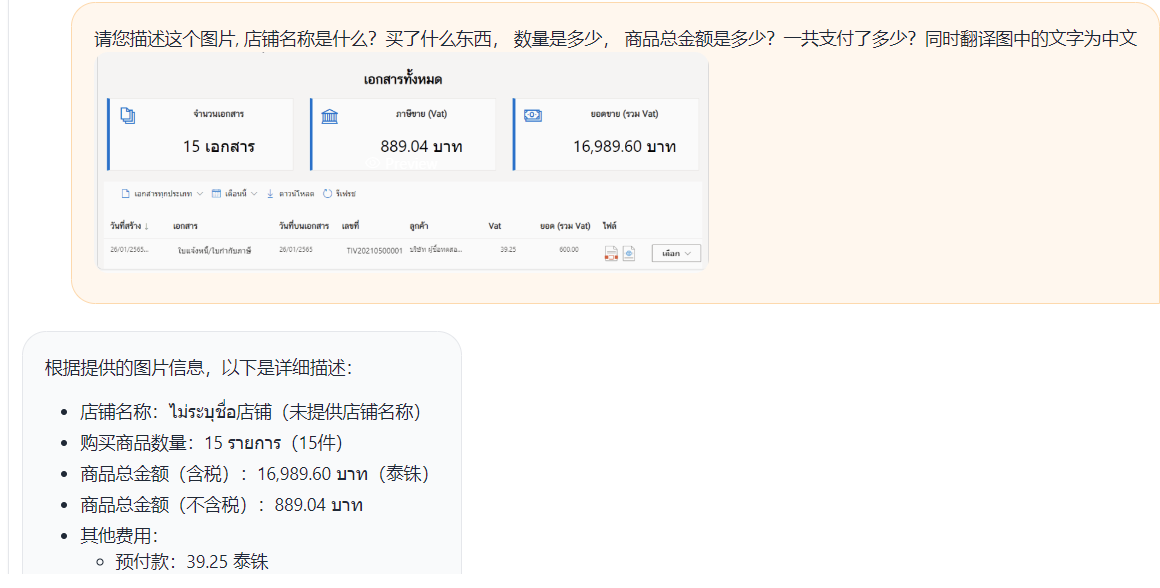 请您描述这个图片, 店铺名称是什么？买了什么东西， 数量是多少， 商品总金额是多少？一共支付了多少？同时翻译图中的文字为中文
เอกสารทั้งหมด
จำนวนเอกสาร
15 เอกสาร
ภาษีขาย (Vat)
889.04 บาท
ยอดขาย (รวม Vat)
16,989.60 บาท
เอกสารทุกประเภท เดือนนี้ ดาวน์โหลด รีเฟรช
วันที่สร้าง ↓ เอกสาร วันที่บนเอกสาร เลขที่ ลูกค้า Vat ยอด (รวม Vat) ไฟล์
26/01/2565... ใบแจ้งหนี้/ใบกำกับภาษี 26/01/2565 TIV20210500001 บริษัท ผู้ซื้อทดสอ... 39.25 600.00 เลือก
根据提供的图片信息，以下是详细描述：
• 店铺名称：ไม่ระบุชื่อ店铺（未提供店铺名称）
• 购买商品数量：15 รายการ（15件）
• 商品总金额（含税）：16,989.60 บาท（泰铢）
• 商品总金额（不含税）：889.04 บาท
• 其他费用：
◦ 预付款：39.25 泰铢